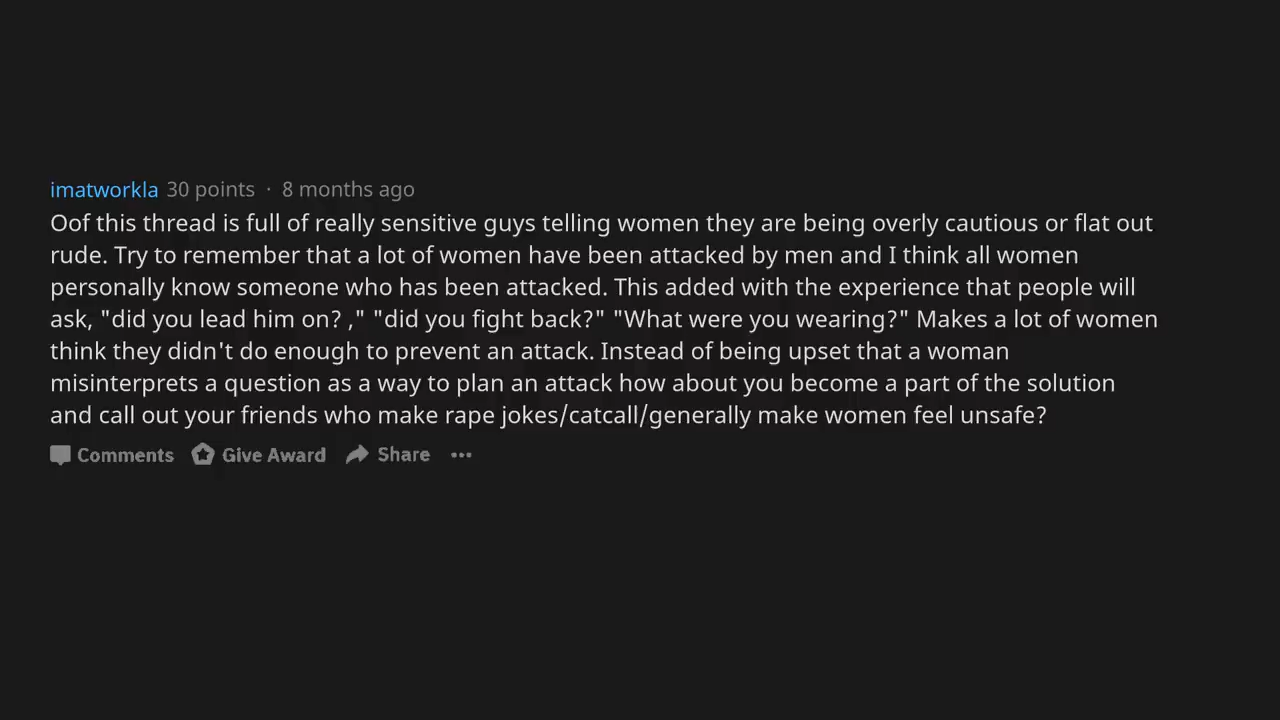 imatworkla 30 points · 8 months ago
Oof this thread is full of really sensitive guys telling women they are being overly cautious or flat out
rude. Try to remember that a lot of women have been attacked by men and I think all women
personally know someone who has been attacked. This added with the experience that people will
ask, "did you lead him on? ," "did you fight back?" "What were you wearing?" Makes a lot of women
think they didn't do enough to prevent an attack. Instead of being upset that a woman
misinterprets a question as a way to plan an attack how about you become a part of the solution
and call out your friends who make rape jokes/catcall/generally make women feel unsafe?
Comments Give Award Share ···